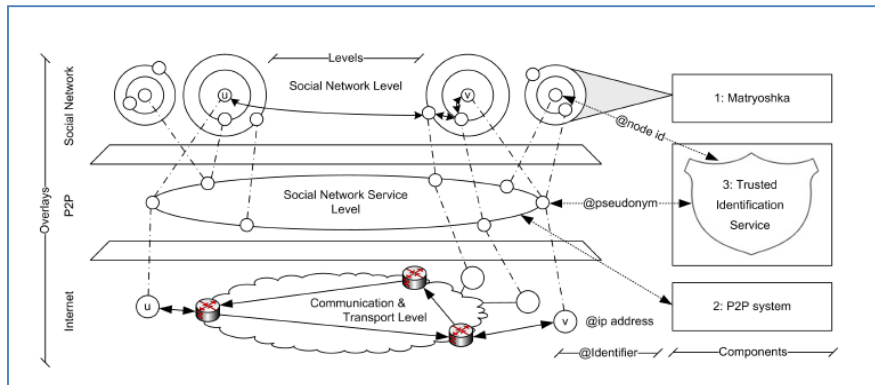 Levels
Social Network
u
v
Social Network Level
1: Matryoshka
@node id
Overlays
P2P
Social Network Service
Level
@pseudonym
3: Trusted
Identification
Service
Internet
u
Communication &
Transport Level
v
@ip address
2: P2P system
@Identifier
Components